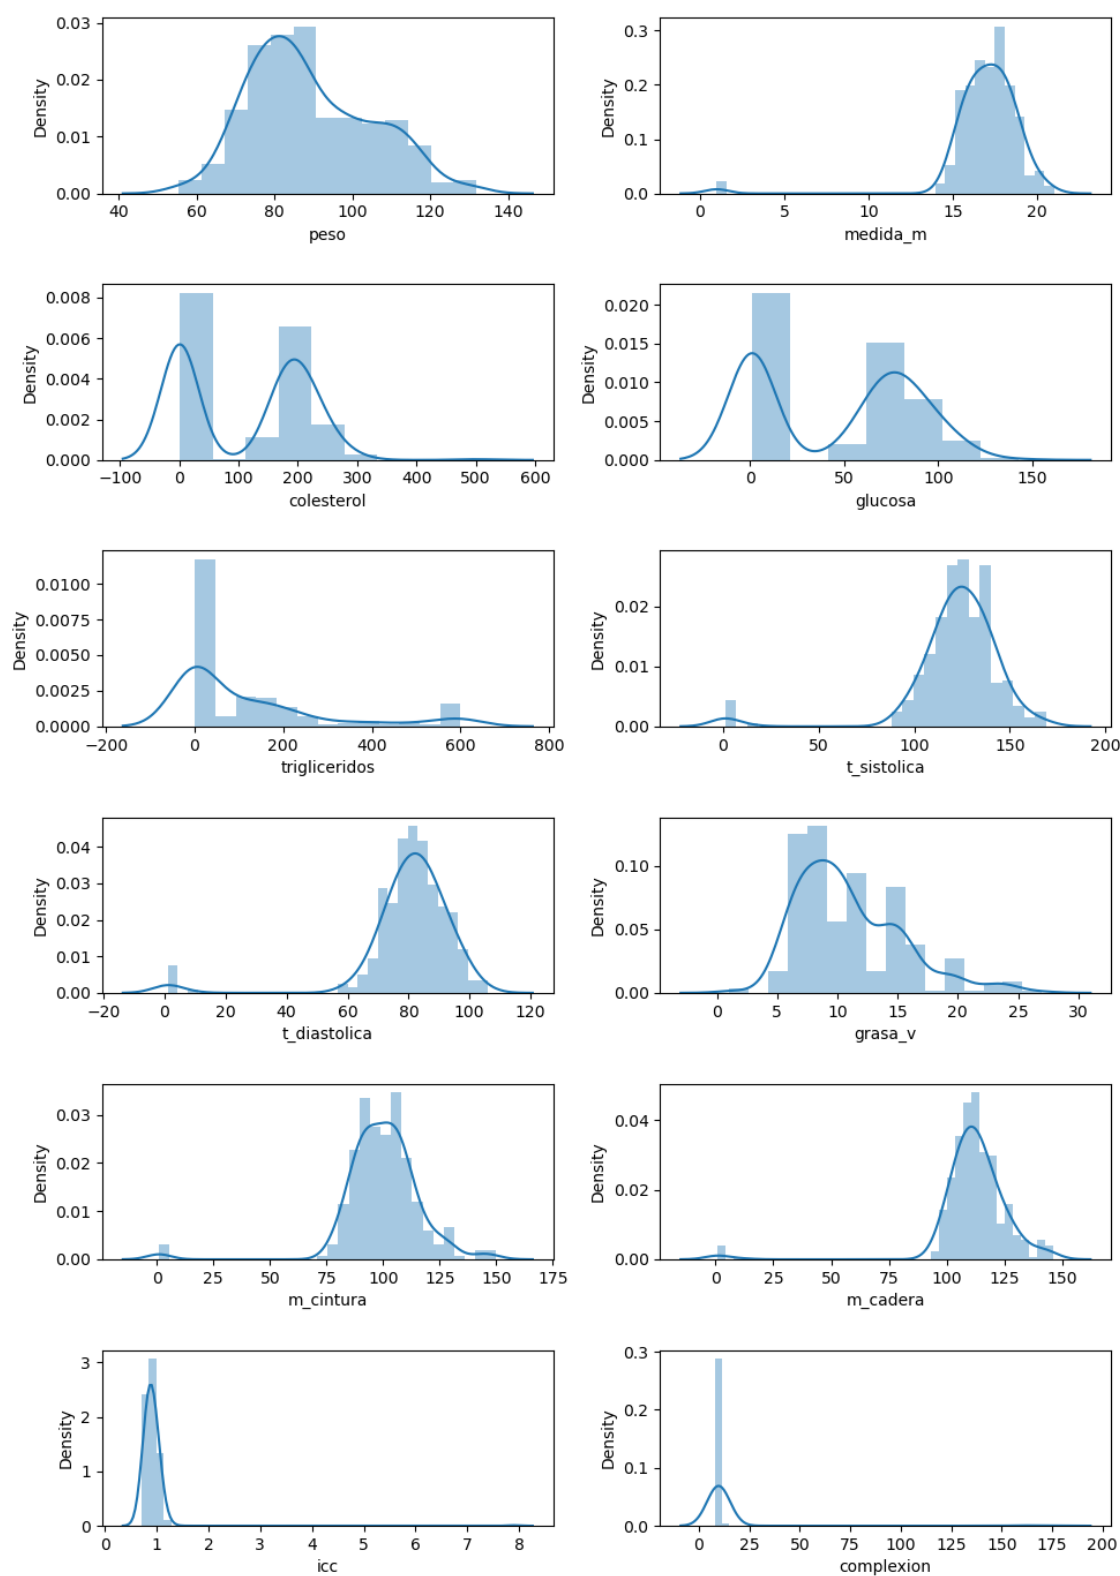 0.03
0.02
0.01
0.00
Density
40 60 80 100 120 140
peso
0.3
0.2
0.1
0.0
Density
0 5 10 15 20
medida_m
0.008
0.006
0.004
0.002
0.000
Density
−100 0 100 200 300 400 500 600
colesterol
0.020
0.015
0.010
0.005
0.000
Density
0 50 100 150
glucosa
0.0100
0.0075
0.0050
0.0025
0.0000
Density
−200 0 200 400 600 800
trigliceridos
0.02
0.01
0.00
Density
0 50 100 150 200
t_sistolica
0.04
0.03
0.02
0.01
0.00
Density
−20 0 20 40 60 80 100 120
t_diastolica
0.10
0.05
0.00
Density
0 5 10 15 20 25 30
grasa_v
0.03
0.02
0.01
0.00
Density
0 25 50 75 100 125 150 175
m_cintura
0.04
0.02
0.00
Density
0 25 50 75 100 125 150
m_cadera
3
2
1
0
Density
0 1 2 3 4 5 6 7 8
icc
0.3
0.2
0.1
0.0
Density
0 25 50 75 100 125 150 175 200
complexion